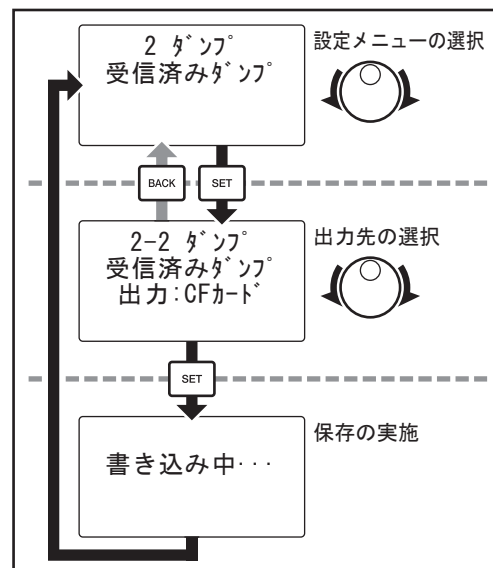 2 ﾀﾞﾝﾌﾟ
受信済みﾀﾞﾝﾌﾟ
設定メニューの選択
BACK
SET
2-2 ﾀﾞﾝﾌﾟ
受信済みﾀﾞﾝﾌﾟ
出力:CFｶｰﾄﾞ
出力先の選択
SET
書き込み中･･･
保存の実施